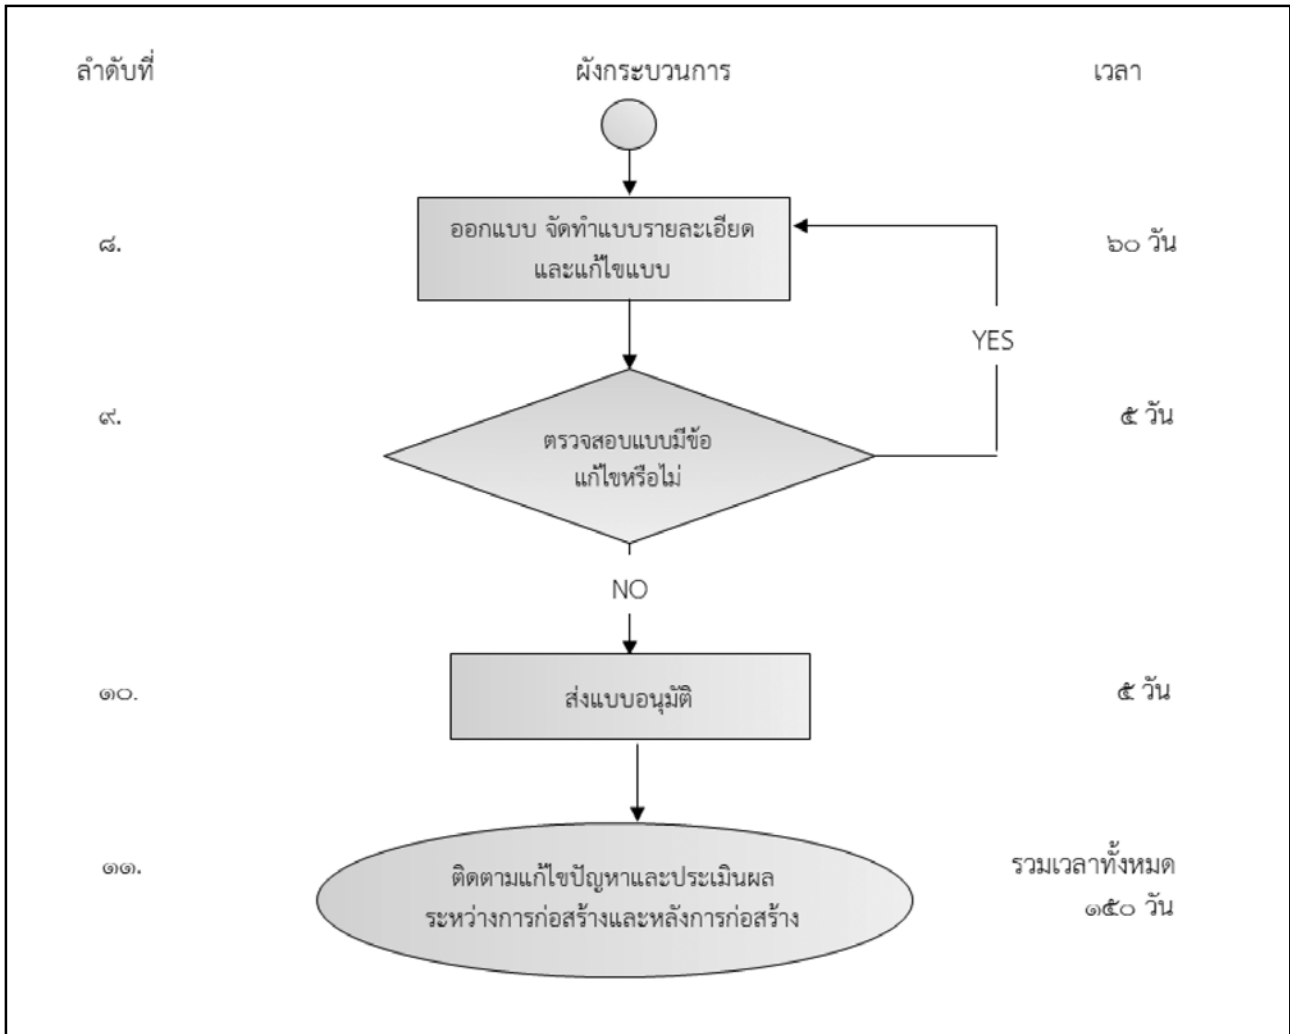 ลำดับที่ ผังกระบวนการ เวลา
๘. ออกแบบ จัดทำแบบรายละเอียด ๖๐ วัน
และแก้ไขแบบ
YES
๙. ตรวจสอบแบบมีข้อ ๕ วัน
แก้ไขหรือไม่
NO
๑๐. ส่งแบบอนุมัติ ๕ วัน
๑๑. ติดตามแก้ไขปัญหาและประเมินผล รวมเวลาทั้งหมด
ระหว่างการก่อสร้างและหลังการก่อสร้าง ๑๕๐ วัน